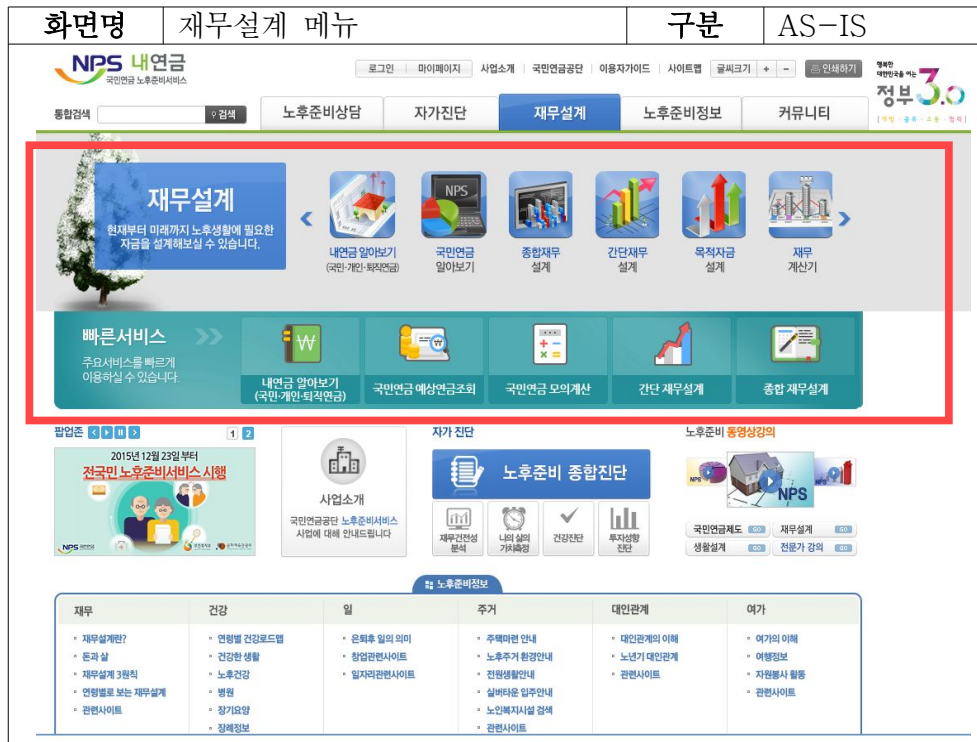 화면명 재무설계 메뉴 구분 AS-IS
NPS 내연금
국민연금 노후준비서비스
로그인 마이페이지 사업소개 국민연금공단 이용자가이드 사이트맵 글씨크기 + - 인쇄하기
행복한
대한민국을 여는
정부3.0
통합검색 검색 노후준비상담 자가진단 재무설계 노후준비정보 커뮤니티
재무설계
현재부터 미래까지 노후생활에 필요한
자금을 설계해보실 수 있습니다.
NPS
내연금 알아보기
(국민·개인·퇴직연금)
국민연금
알아보기
종합재무
설계
간단재무
설계
목적자금
설계
재무
계산기
빠른서비스
주요서비스를 빠르게
이용하실 수 있습니다.
내연금 알아보기
(국민·개인·퇴직연금)
국민연금 예상연금조회
국민연금 모의계산
간단 재무설계
종합 재무설계
팝업존 1 2
2015년 12월 23일 부터
전국민 노후준비서비스 시행
사업소개
국민연금공단 노후준비서비스
사업에 대해 안내드립니다
자가 진단
노후준비 종합진단
재무건전성
분석
나의 삶의
가치측정
건강진단
투자성향
진단
노후준비 동영상강의
NPS
NPS
국민연금제도 GO 재무설계 GO
생활설계 GO 전문가 강의 GO
노후준비정보
재무 건강 일 주거 대인관계 여가
재무설계란? 연령별 건강로드맵 은퇴후 일의 의미 주택마련 안내 대인관계의 이해 여가의 이해
돈과 삶 건강한 생활 창업관련사이트 노후주거 환경안내 노년기 대인관계 여행정보
재무설계 3원칙 노후건강 일자리관련사이트 전원생활안내 관련사이트 자원봉사 활동
연령별로 보는 재무설계 병원 실버타운 입주안내 관련사이트
관련사이트 장기요양 노인복지시설 검색
장례정보 관련사이트